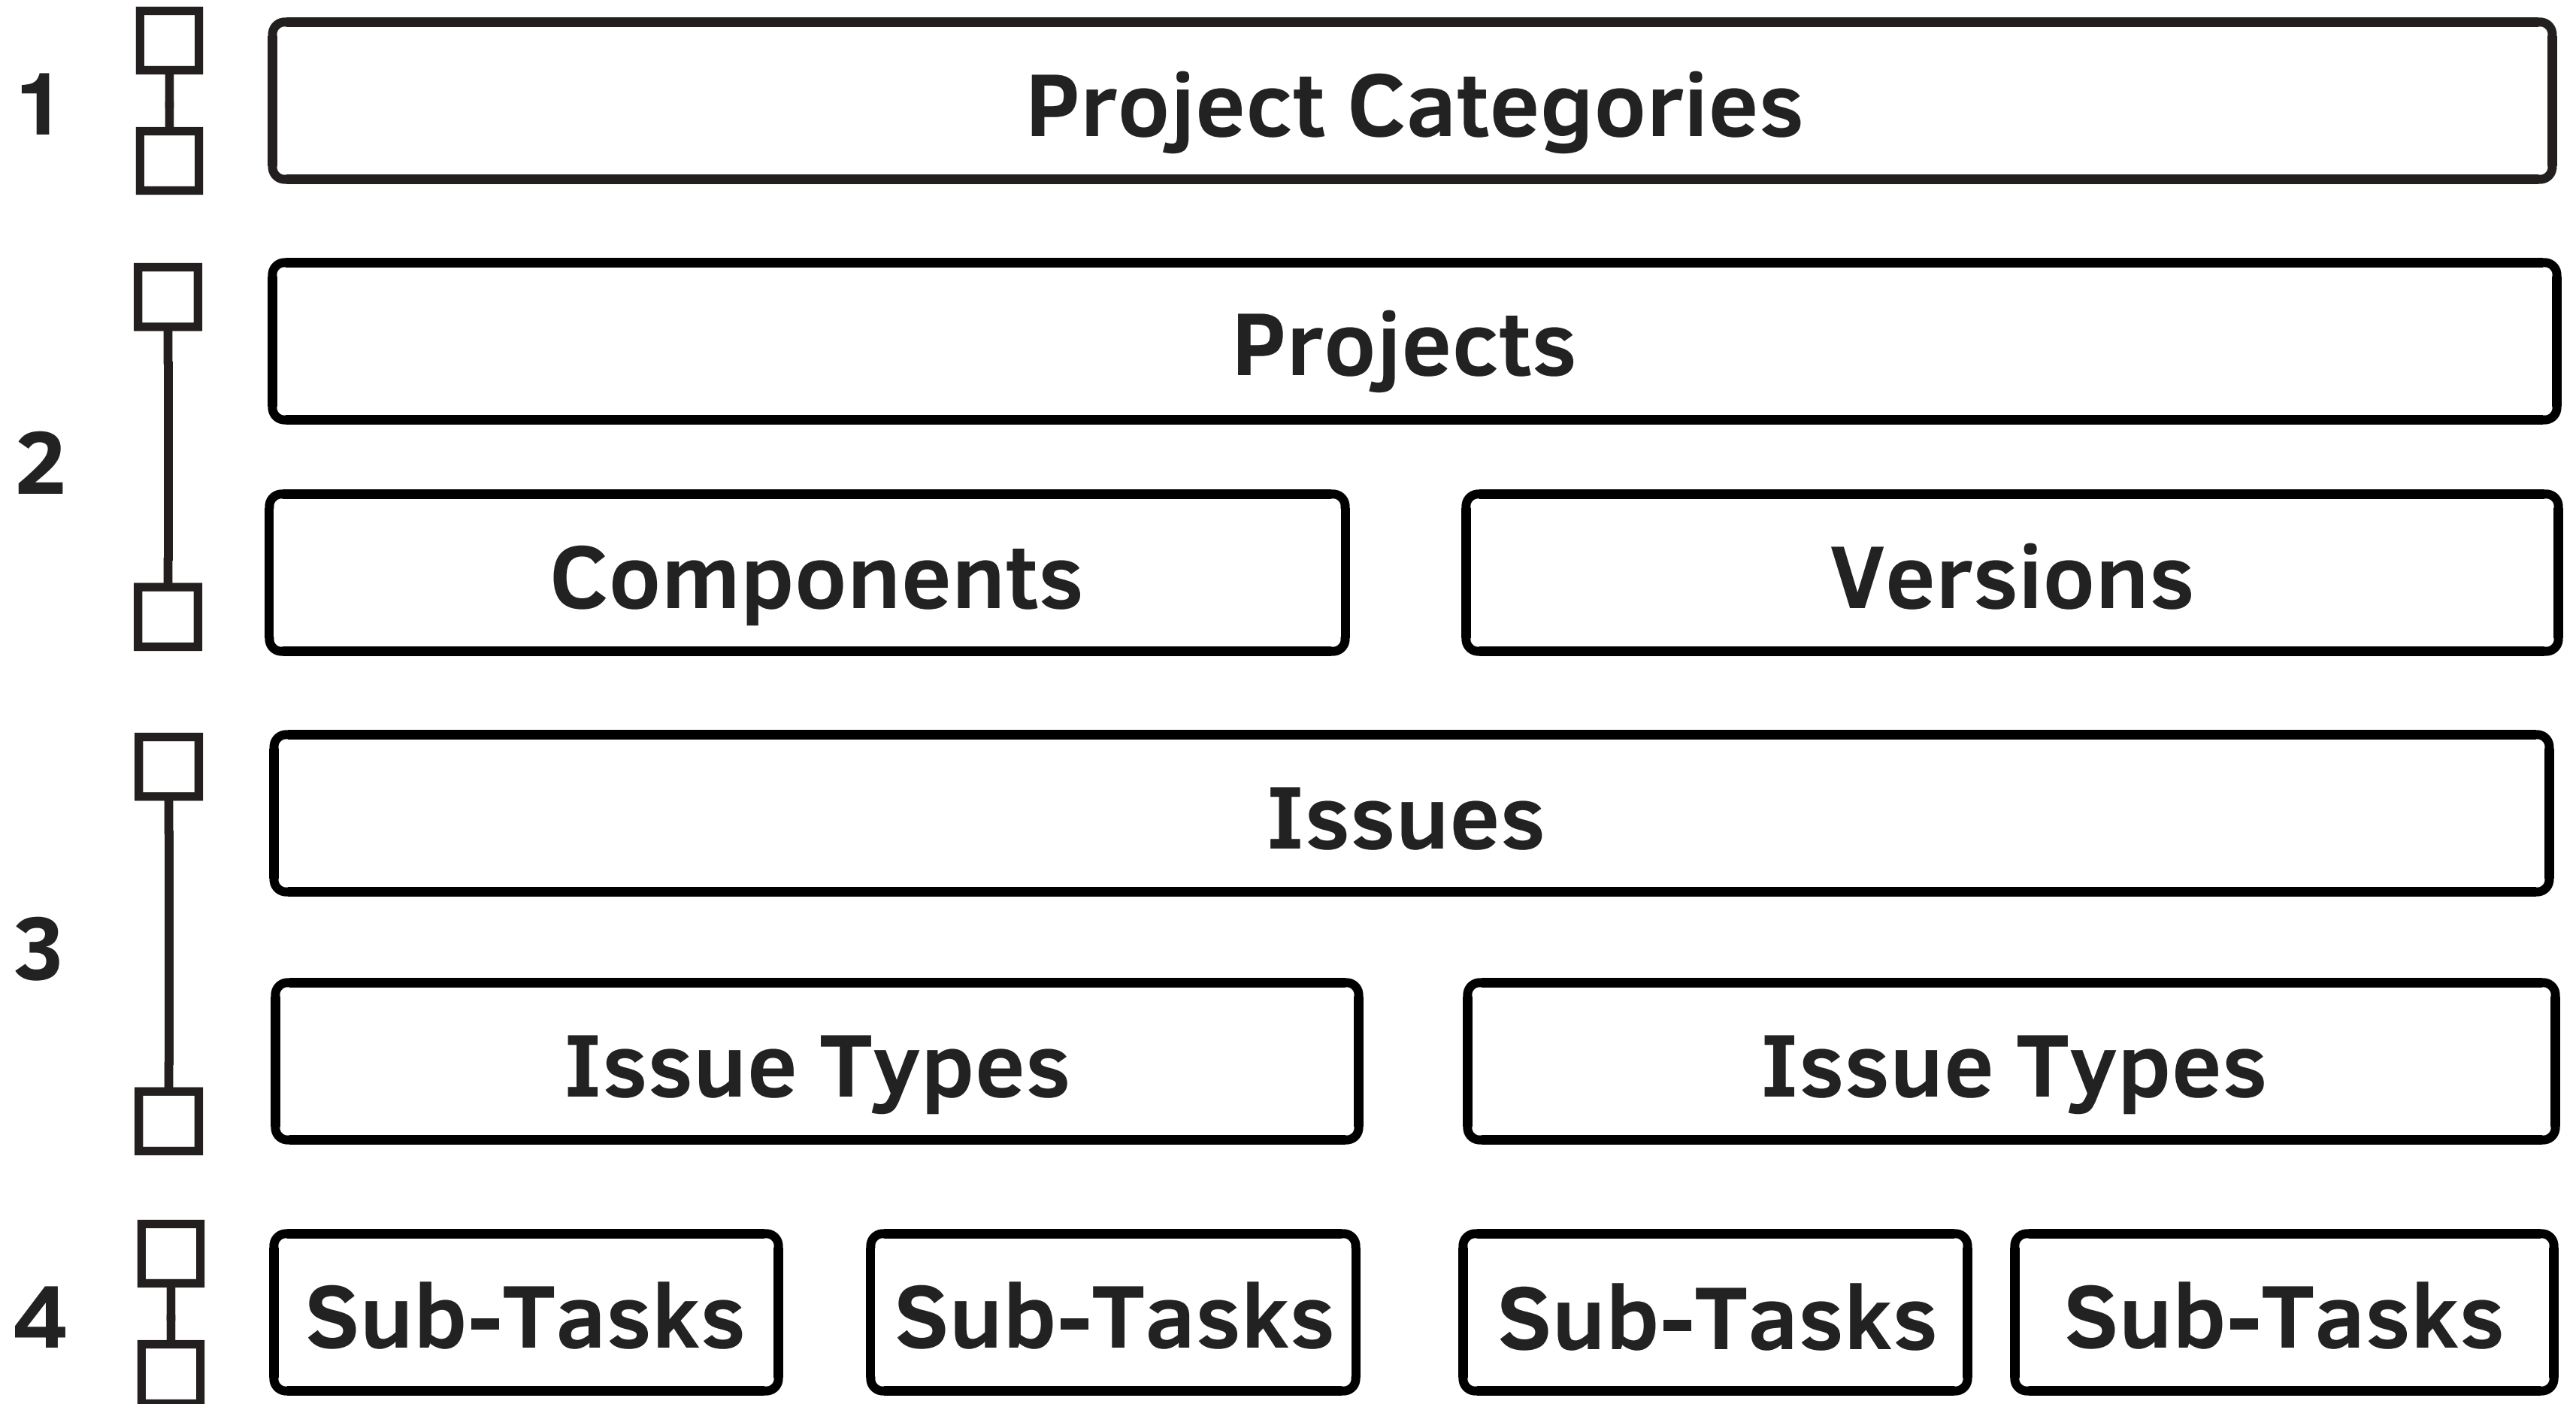 1
Project Categories
2
Projects
Components
Versions
3
Issues
Issue Types
Issue Types
4
Sub-Tasks
Sub-Tasks
Sub-Tasks
Sub-Tasks